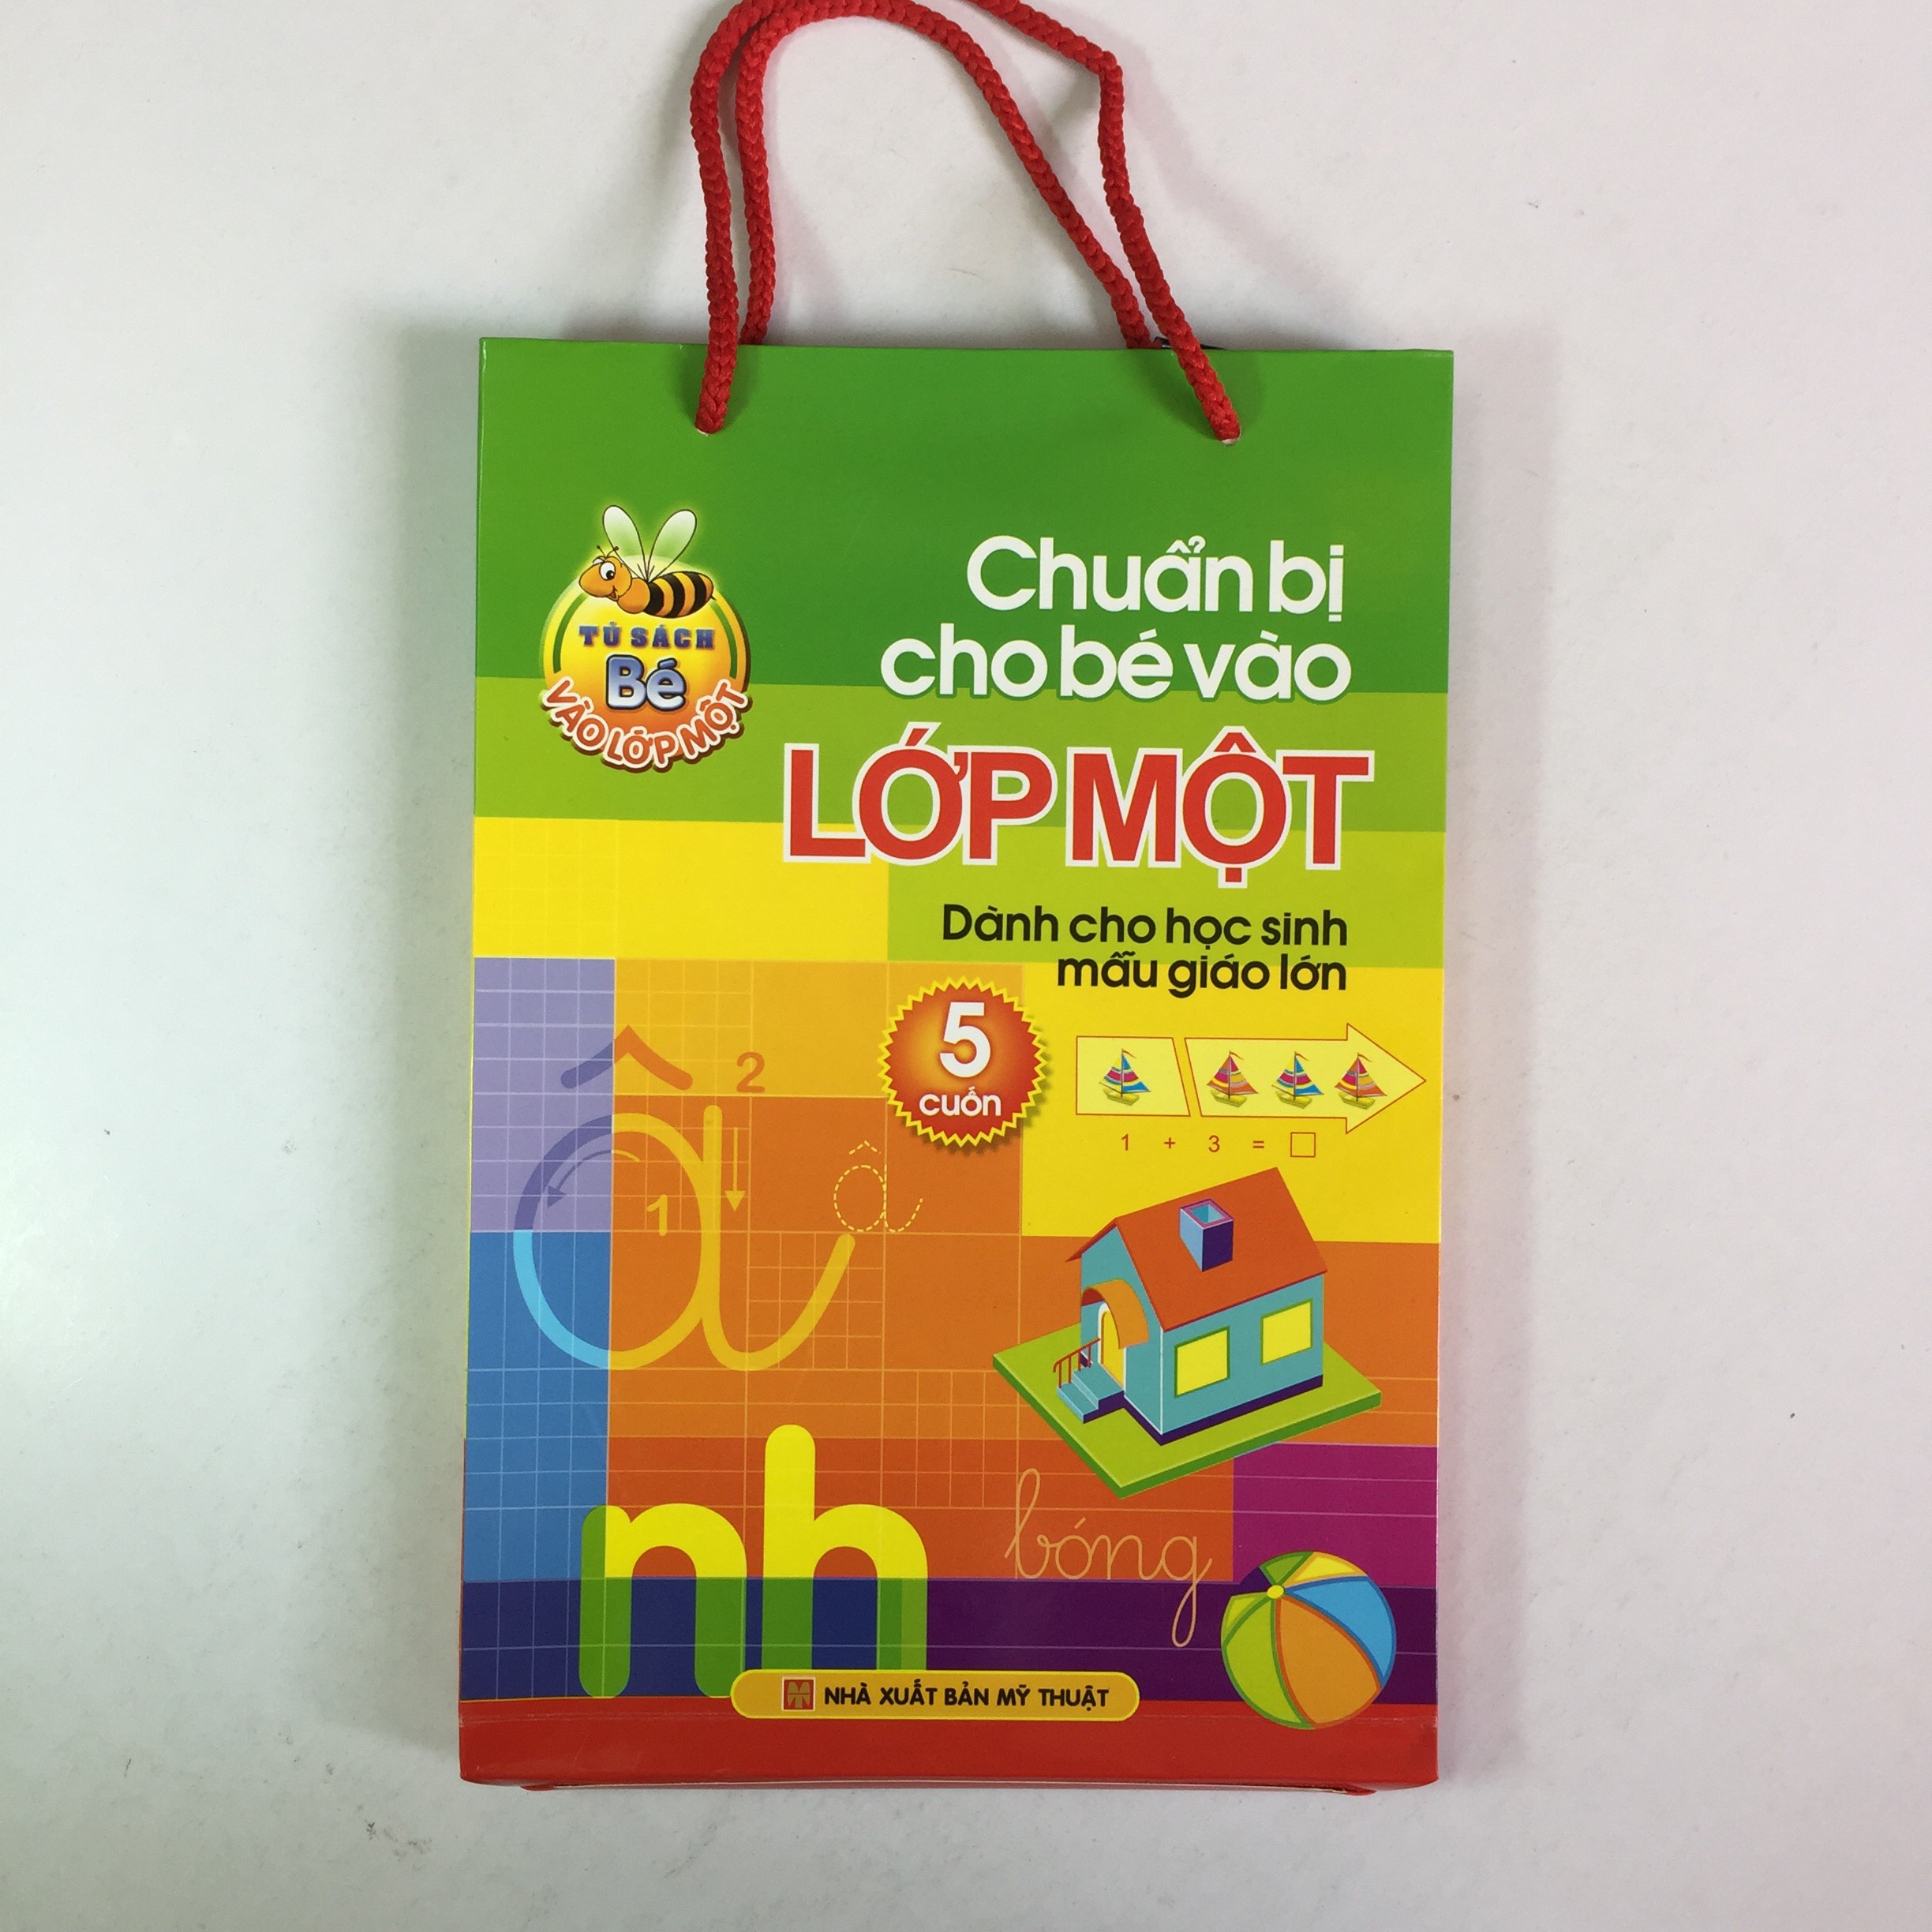 TỦ SÁCH
Bé
VÀO LỚP MỘT
Chuẩn bị
cho bé vào
LỚP MỘT
Dành cho học sinh
mẫu giáo lớn
5
cuốn
1 + 3 = □
2
â
1
â
nh
bóng
NHÀ XUẤT BẢN MỸ THUẬT